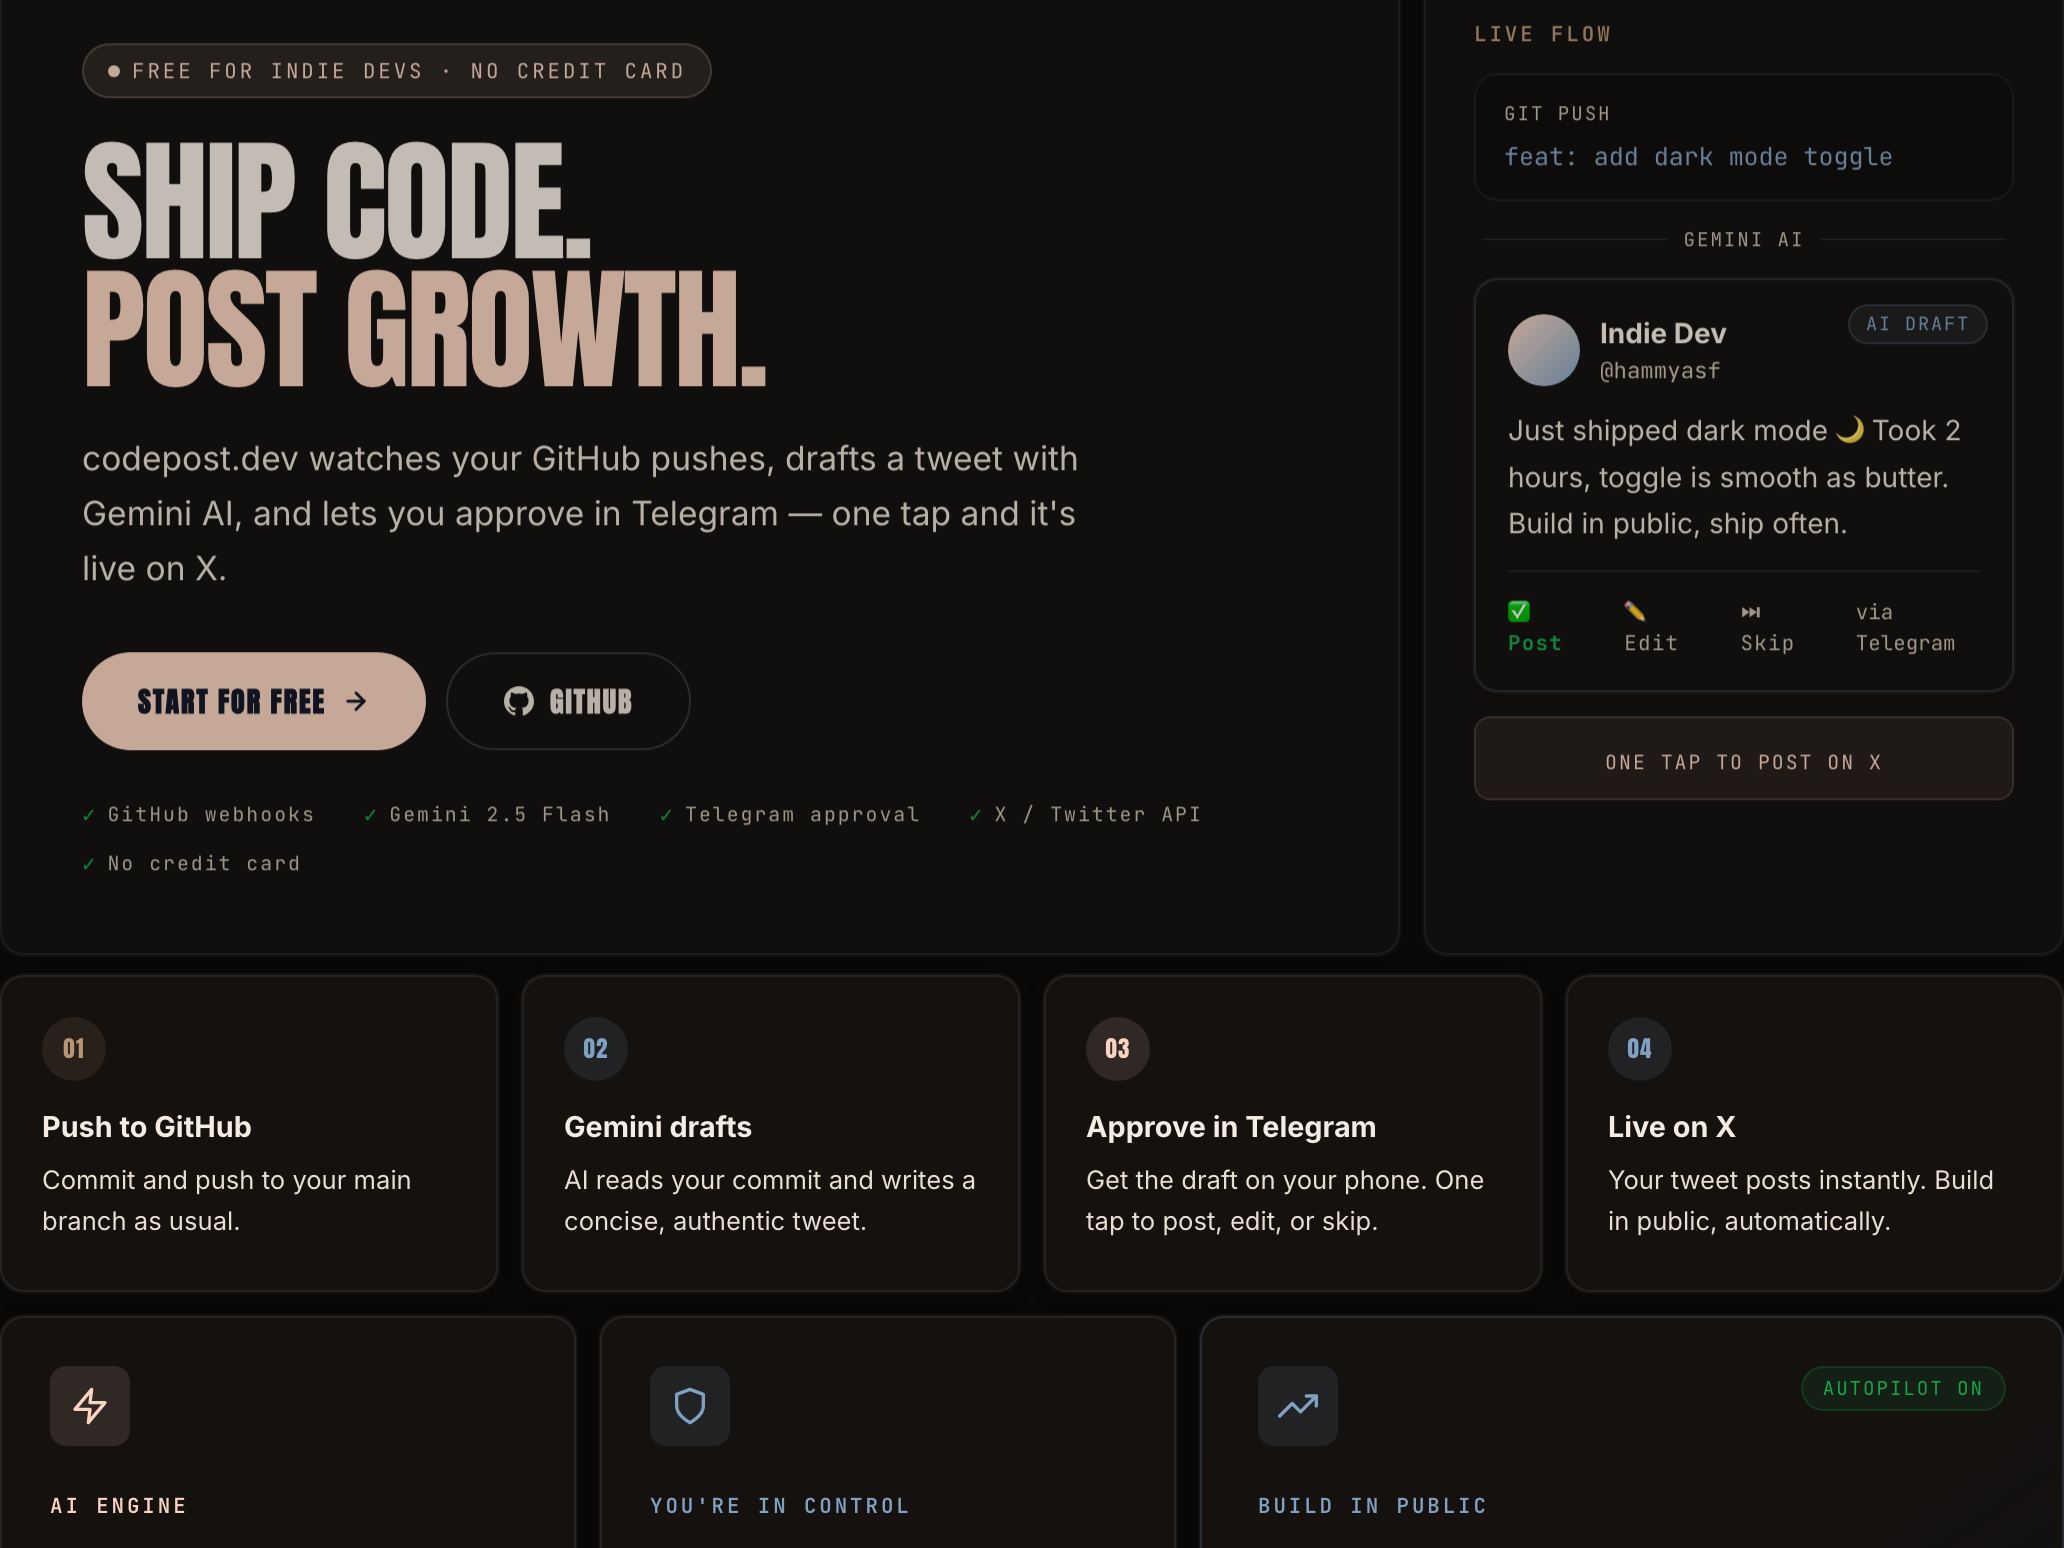 FREE FOR INDIE DEVS · NO CREDIT CARD
SHIP CODE.
POST GROWTH.
codepost.dev watches your GitHub pushes, drafts a tweet with
Gemini AI, and lets you approve in Telegram — one tap and it's
live on X.
START FOR FREE →
GITHUB
✓ GitHub webhooks
✓ Gemini 2.5 Flash
✓ Telegram approval
✓ X / Twitter API
✓ No credit card
LIVE FLOW
GIT PUSH
feat: add dark mode toggle
GEMINI AI
Indie Dev
@hammyasf
AI DRAFT
Just shipped dark mode 🌙 Took 2
hours, toggle is smooth as butter.
Build in public, ship often.
✅ Post
✏️ Edit
⏭ Skip
via Telegram
ONE TAP TO POST ON X
01
Push to GitHub
Commit and push to your main
branch as usual.
02
Gemini drafts
AI reads your commit and writes a
concise, authentic tweet.
03
Approve in Telegram
Get the draft on your phone. One
tap to post, edit, or skip.
04
Live on X
Your tweet posts instantly. Build
in public, automatically.
AI ENGINE
YOU'RE IN CONTROL
AUTOPILOT ON
BUILD IN PUBLIC